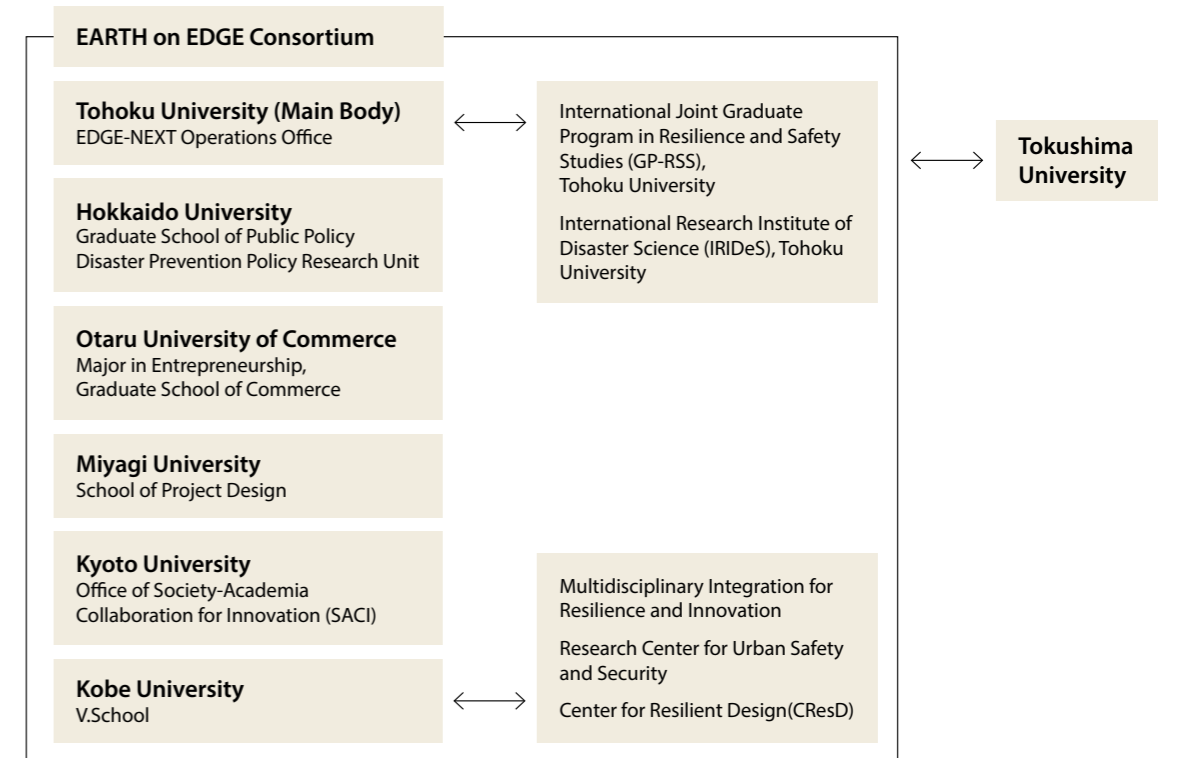 EARTH on EDGE Consortium
Tohoku University (Main Body)
EDGE-NEXT Operations Office
International Joint Graduate
Program in Resilience and Safety
Studies (GP-RSS),
Tohoku University
International Research Institute of
Disaster Science (IRIDeS), Tohoku
University
Tokushima
University
Hokkaido University
Graduate School of Public Policy
Disaster Prevention Policy Research Unit
Otaru University of Commerce
Major in Entrepreneurship,
Graduate School of Commerce
Miyagi University
School of Project Design
Kyoto University
Office of Society-Academia
Collaboration for Innovation (SACI)
Kobe University
V.School
Multidisciplinary Integration for
Resilience and Innovation
Research Center for Urban Safety
and Security
Center for Resilient Design(CResD)